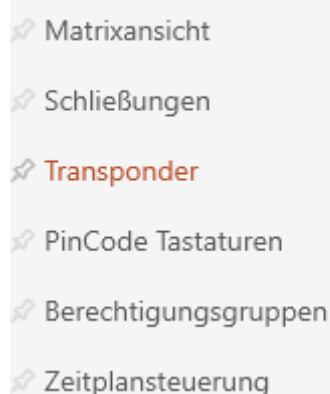 Matrixansicht
Schließungen
Transponder
PinCode Tastaturen
Berechtigungsgruppen
Zeitplansteuerung